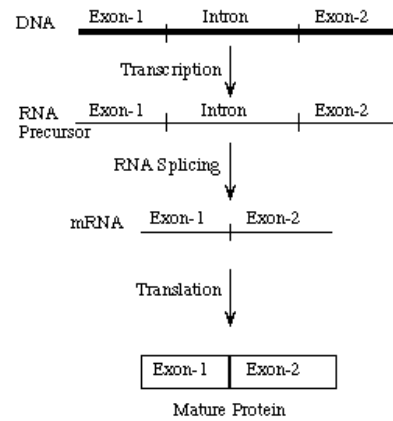 DNA Exon-1 Intron Exon-2
Transcription
RNA Precursor Exon-1 Intron Exon-2
RNA Splicing
mRNA Exon-1 Exon-2
Translation
Exon-1 Exon-2
Mature Protein